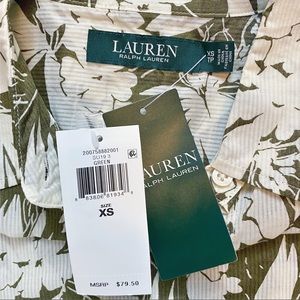 LAUREN
RALPH LAUREN
XS
200758882001
SU19 3
GREEN
SIZE
XS
MSRP $79.50
LAUREN
RALPH LAUREN